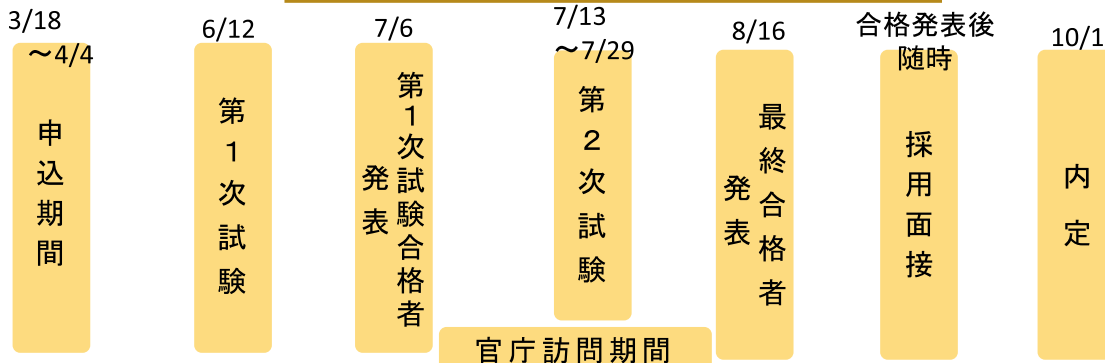 3/18
～4/4
申込期間
6/12
第１次試験
7/6
第１次試験合格者
発表
7/13
～7/29
第２次試験
官庁訪問期間
8/16
最終合格者
発表
合格発表後
随時
採用面接
10/1
内定